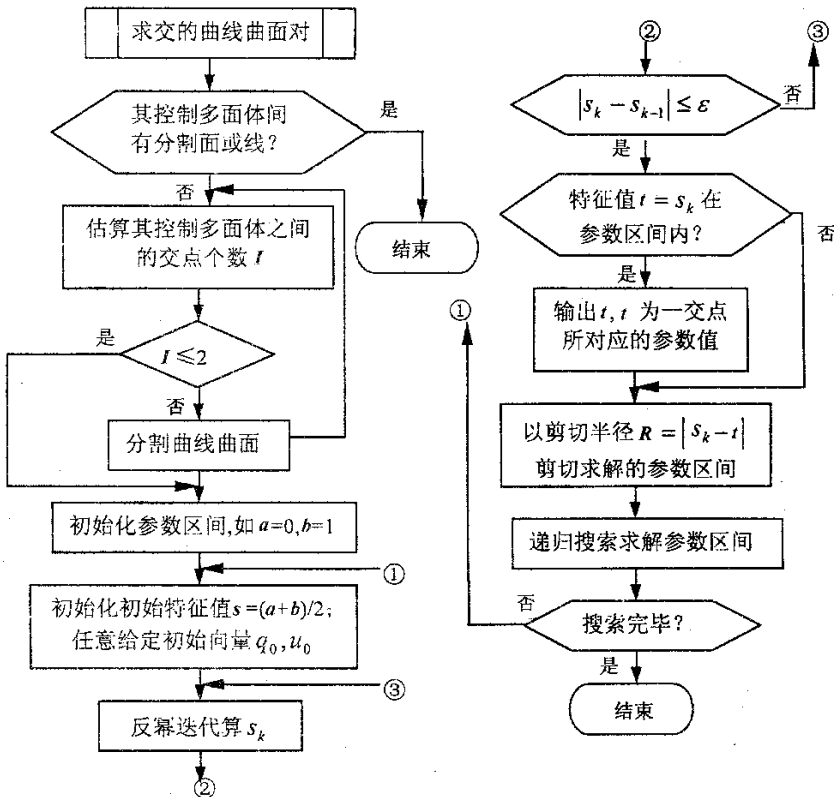 求交的曲线曲面对
其控制多面体间
有分割面或线？
是
否
估算其控制多面体之间
的交点个数 I
结束
是
I ≤2
否
分割曲线曲面
初始化参数区间,如 a=0,b=1
①
初始化初始特征值 s =(a+b)/2；
任意给定初始向量 q₀,u₀
③
反幂迭代算 sₖ
②
②
③
|sₖ − sₖ₋₁| ≤ ε
否
是
特征值 t = sₖ 在
参数区间内？
否
是
①
输出 t, t 为一交点
所对应的参数值
以剪切半径 R = |sₖ − t|
剪切求解的参数区间
递归搜索求解参数区间
否
搜索完毕？
是
结束